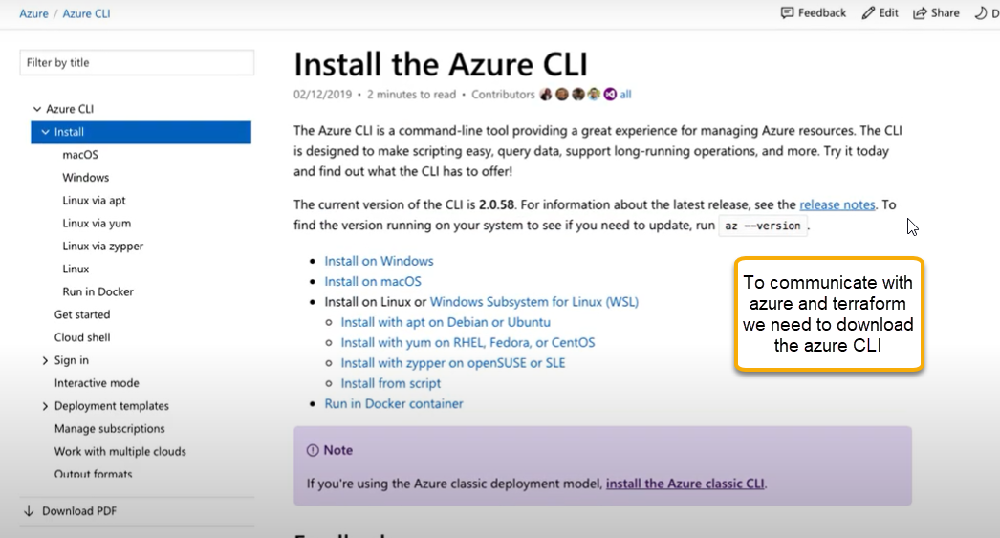 Azure / Azure CLI
Feedback Edit Share D
Filter by title
Azure CLI
Install
macOS
Windows
Linux via apt
Linux via yum
Linux via zypper
Linux
Run in Docker
Get started
Cloud shell
Sign in
Interactive mode
Deployment templates
Manage subscriptions
Work with multiple clouds
Output formats
Download PDF
Install the Azure CLI
02/12/2019 • 2 minutes to read • Contributors all
The Azure CLI is a command-line tool providing a great experience for managing Azure resources. The CLI
is designed to make scripting easy, query data, support long-running operations, and more. Try it today
and find out what the CLI has to offer!
The current version of the CLI is 2.0.58. For information about the latest release, see the release notes. To
find the version running on your system to see if you need to update, run az --version .
• Install on Windows
• Install on macOS
• Install on Linux or Windows Subsystem for Linux (WSL)
Install with apt on Debian or Ubuntu
Install with yum on RHEL, Fedora, or CentOS
Install with zypper on openSUSE or SLE
Install from script
• Run in Docker container
To communicate with
azure and terraform
we need to download
the azure CLI
Note
If you're using the Azure classic deployment model, install the Azure classic CLI.